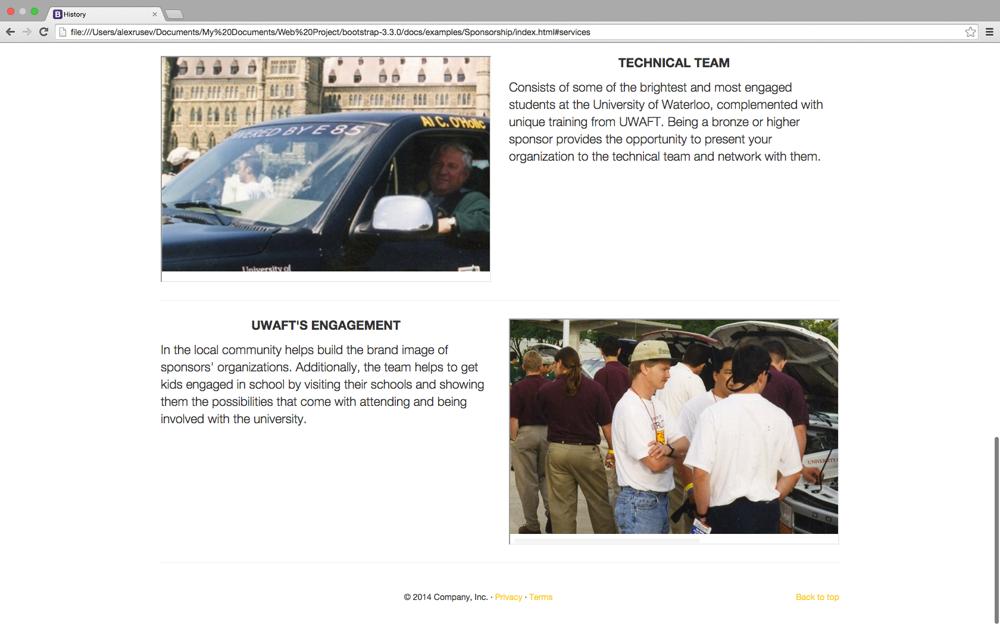 History
file:///Users/alexrusev/Documents/My%20Documents/Web%20Project/bootstrap-3.3.0/docs/examples/Sponsorship/index.html#services
POWERED BY E 85
Al C. O'Holic
University of
TECHNICAL TEAM
Consists of some of the brightest and most engaged
students at the University of Waterloo, complemented with
unique training from UWAFT. Being a bronze or higher
sponsor provides the opportunity to present your
organization to the technical team and network with them.
UWAFT'S ENGAGEMENT
In the local community helps build the brand image of
sponsors' organizations. Additionally, the team helps to get
kids engaged in school by visiting their schools and showing
them the possibilities that come with attending and being
involved with the university.
UNIVERSITY
© 2014 Company, Inc. · Privacy · Terms
Back to top